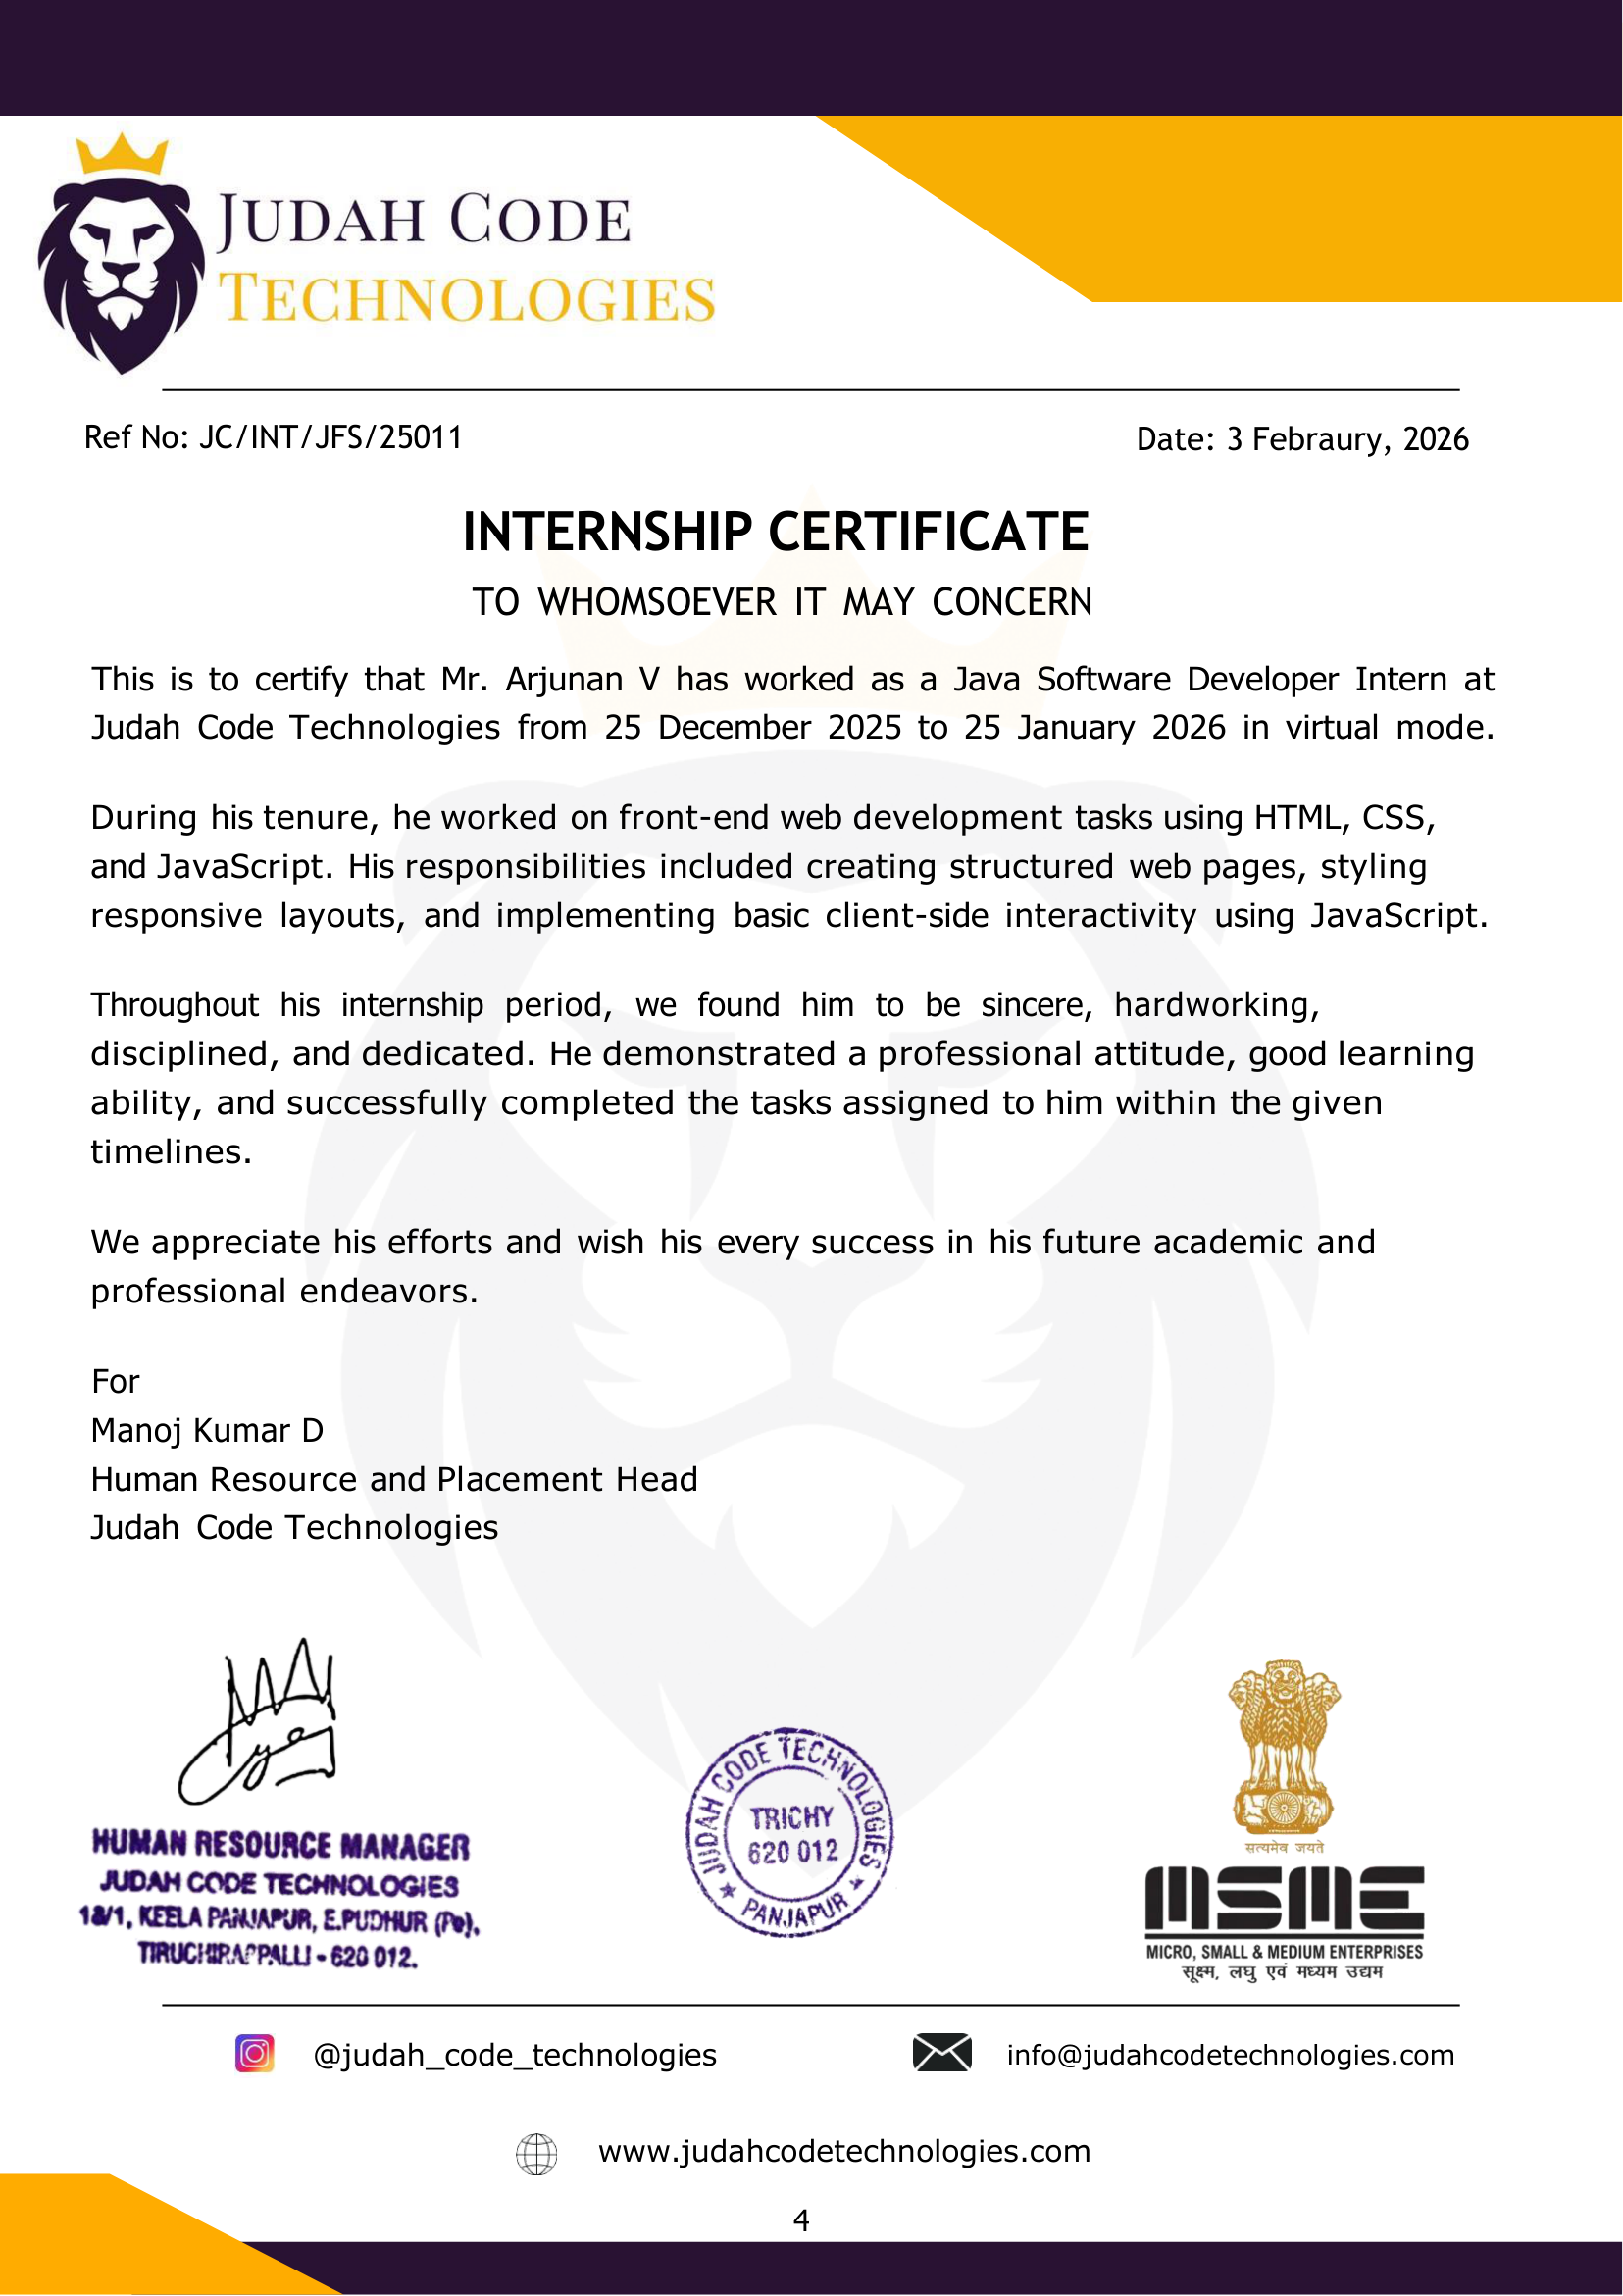 JUDAH CODE
TECHNOLOGIES
Ref No: JC/INT/JFS/25011
Date: 3 Febraury, 2026
INTERNSHIP CERTIFICATE
TO WHOMSOEVER IT MAY CONCERN
This is to certify that Mr. Arjunan V has worked as a Java Software Developer Intern at
Judah Code Technologies from 25 December 2025 to 25 January 2026 in virtual mode.
During his tenure, he worked on front-end web development tasks using HTML, CSS,
and JavaScript. His responsibilities included creating structured web pages, styling
responsive layouts, and implementing basic client-side interactivity using JavaScript.
Throughout his internship period, we found him to be sincere, hardworking,
disciplined, and dedicated. He demonstrated a professional attitude, good learning
ability, and successfully completed the tasks assigned to him within the given
timelines.
We appreciate his efforts and wish his every success in his future academic and
professional endeavors.
For
Manoj Kumar D
Human Resource and Placement Head
Judah Code Technologies
HUMAN RESOURCE MANAGER
JUDAH CODE TECHNOLOGIES
18/1, KEELA PANJAPUR, E.PUDHUR (Po),
TIRUCHIRAPPALLI - 620 012.
JUDAH CODE TECHNOLOGIES
TRICHY
620 012
★ PANJAPUR ★
सत्यमेव जयते
MSME
MICRO, SMALL & MEDIUM ENTERPRISES
सूक्ष्म, लघु एवं मध्यम उद्यम
@judah_code_technologies
info@judahcodetechnologies.com
www.judahcodetechnologies.com
4